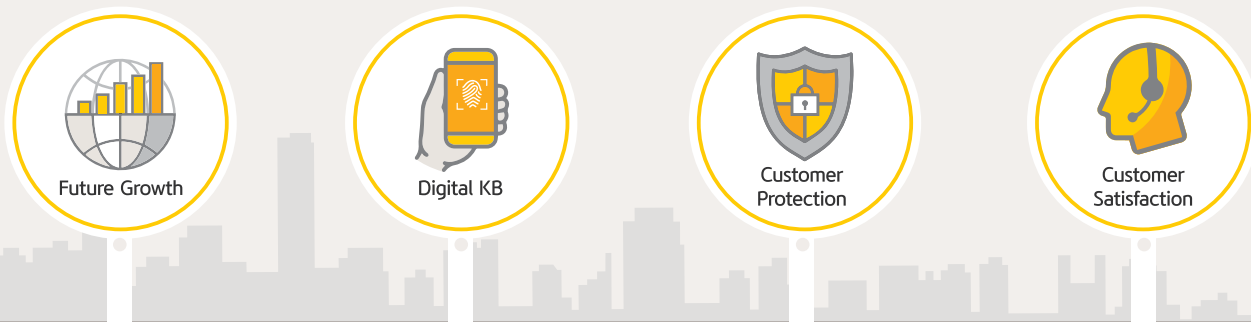 Future Growth
Digital KB
Customer
Protection
Customer
Satisfaction